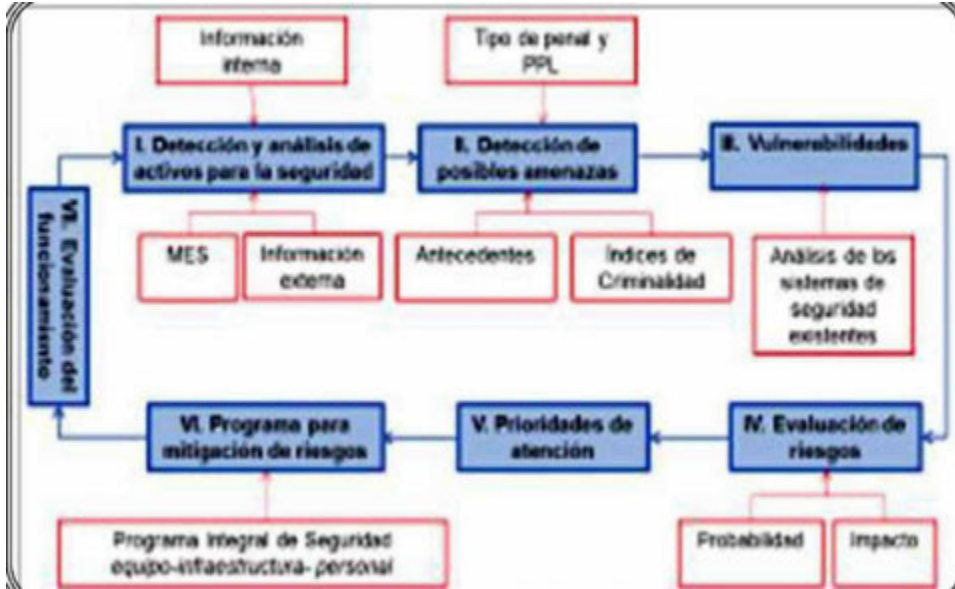 Información
interna
Tipo de penal y
PPL
I. Detección y análisis de
activos para la seguridad
II. Detección de
posibles amenazas
III. Vulnerabilidades
MES
Información
externa
Antecedentes
Índices de
Criminalidad
Análisis de los
sistemas de
seguridad
existentes
VII. Evaluación del
funcionamiento
VI. Programa para
mitigación de riesgos
V. Prioridades de
atención
IV. Evaluación de
riesgos
Programa Integral de Seguridad
equipo-infraestructura- personal
Probabilidad
Impacto